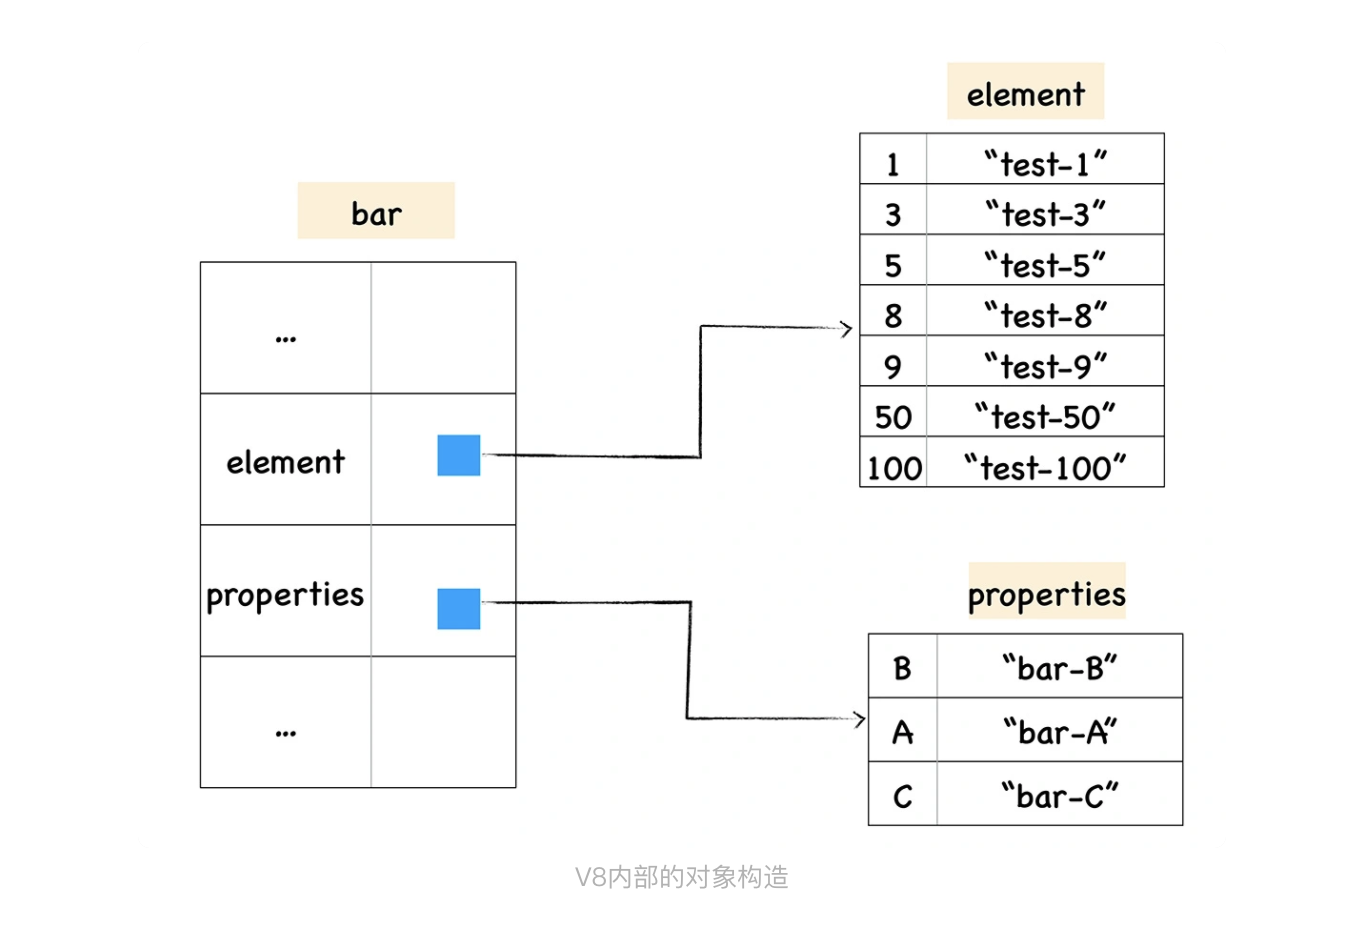 bar
...
element
properties
...
element
1 “test-1”
3 “test-3”
5 “test-5”
8 “test-8”
9 “test-9”
50 “test-50”
100 “test-100”
properties
B “bar-B”
A “bar-A”
C “bar-C”
V8内部的对象构造